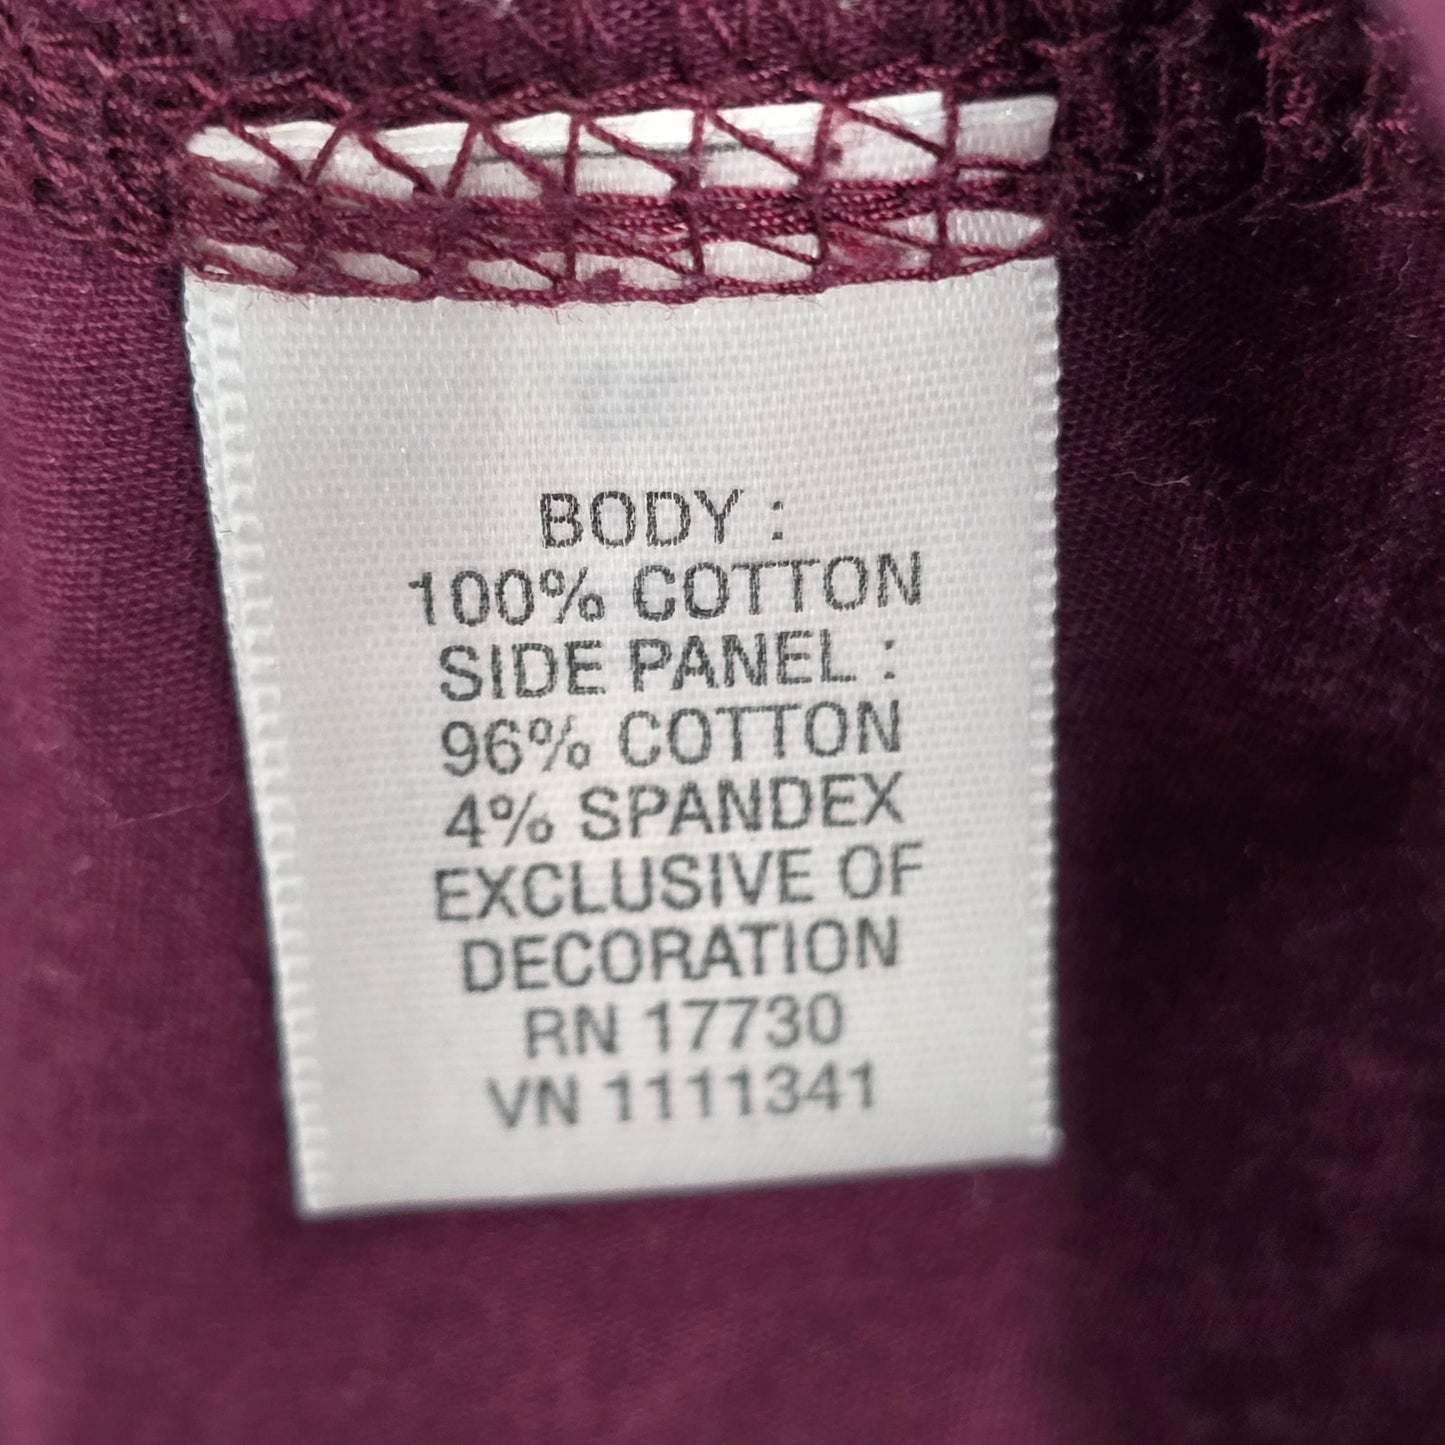 BODY :
100% COTTON
SIDE PANEL :
96% COTTON
4% SPANDEX
EXCLUSIVE OF
DECORATION
RN 17730
VN 1111341